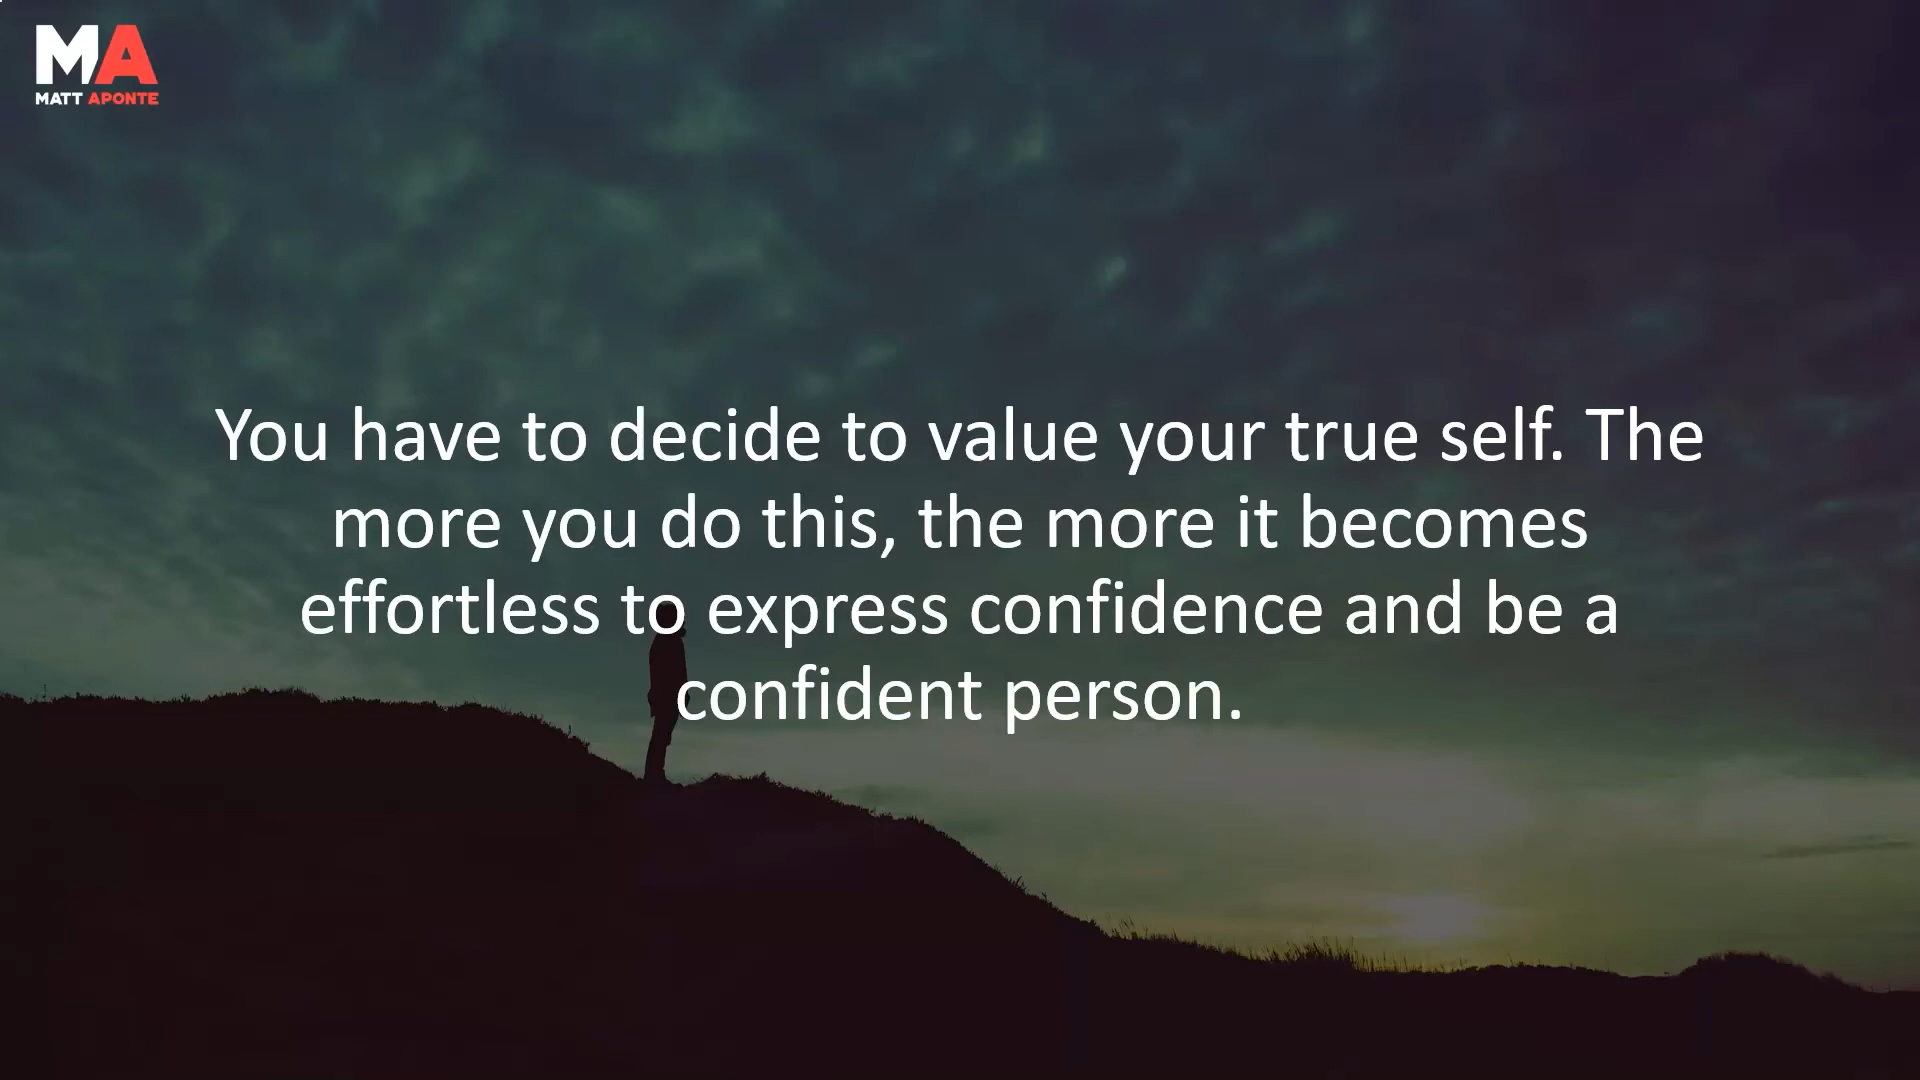 MA
MATT APONTE
You have to decide to value your true self. The
more you do this, the more it becomes
effortless to express confidence and be a
confident person.